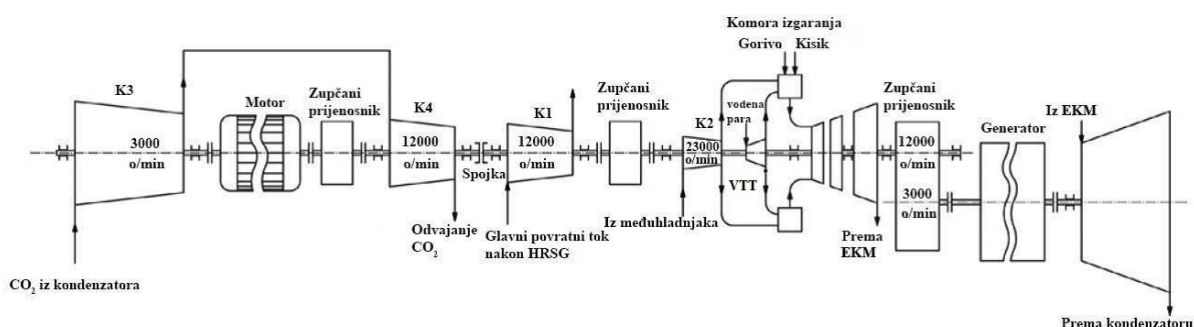 Komora izgaranja
Gorivo Kisik
K3
Motor
Zupčani
prijenosnik
K4
K1
Zupčani
prijenosnik
K2
vodena
para
Zupčani
prijenosnik
Generator
Iz EKM
3000
o/min
12000
o/min
Spojka
12000
o/min
23000
o/min
VTT
12000
o/min
3000
o/min
Odvajanje
CO2
Glavni povratni tok
nakon HRSG
Iz međuhladnjaka
Prema
EKM
CO2 iz kondenzatora
Prema kondenzatoru